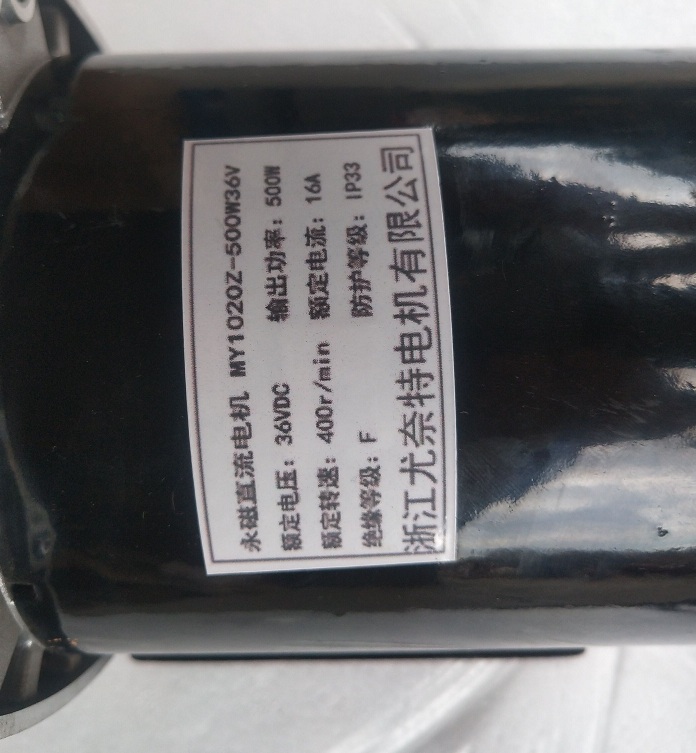 永磁直流电机 MY1020Z-500W36V
额定电压: 36VDC 输出功率: 500W
额定转速: 400r/min 额定电流: 16A
绝缘等级: F 防护等级: IP33
浙江尤奈特电机有限公司